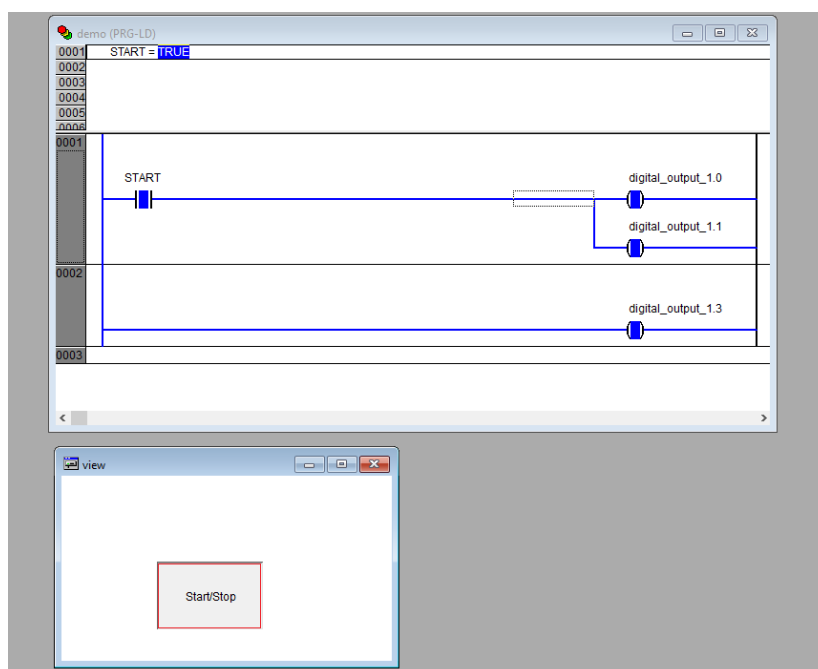 demo (PRG-LD)
0001 START = TRUE
0002
0003
0004
0005
0006
0001
START digital_output_1.0
digital_output_1.1
0002
digital_output_1.3
0003
view
Start/Stop